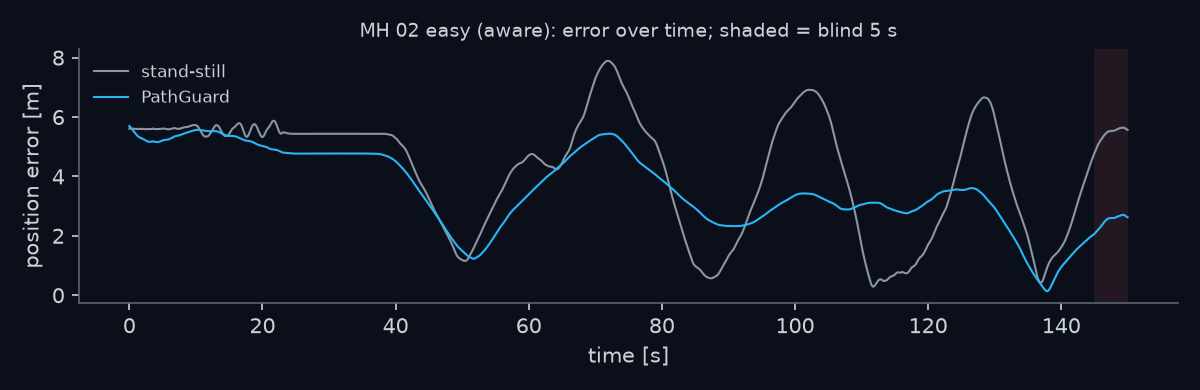 MH 02 easy (aware): error over time; shaded = blind 5 s
stand-still
PathGuard
position error [m]
8
6
4
2
0
0 20 40 60 80 100 120 140
time [s]